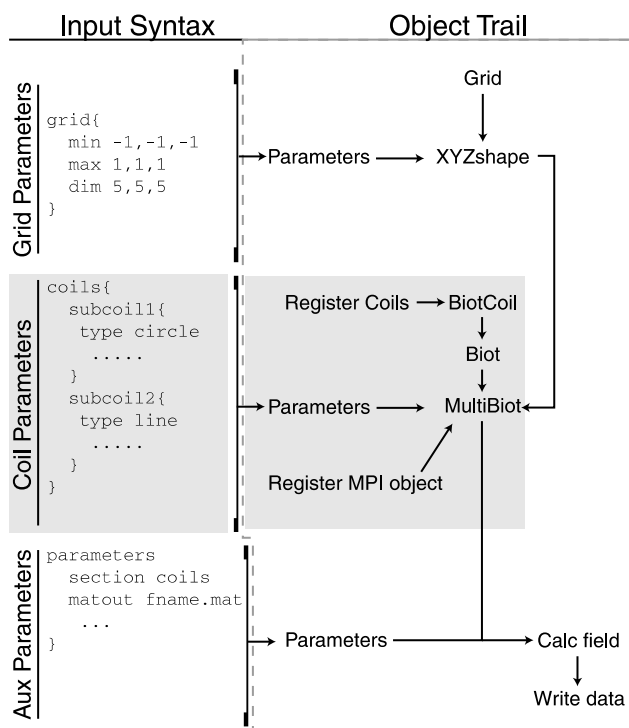 Input Syntax
Object Trail
Grid Parameters
grid{
min -1,-1,-1
max 1,1,1
dim 5,5,5
}
Parameters
Grid
XYZshape
Coil Parameters
coils{
subcoil1{
type circle
.....
}
subcoil2{
type line
.....
}
}
Register Coils
BiotCoil
Biot
Parameters
MultiBiot
Register MPI object
Aux Parameters
parameters
section coils
matout fname.mat
...
}
Parameters
Calc field
Write data